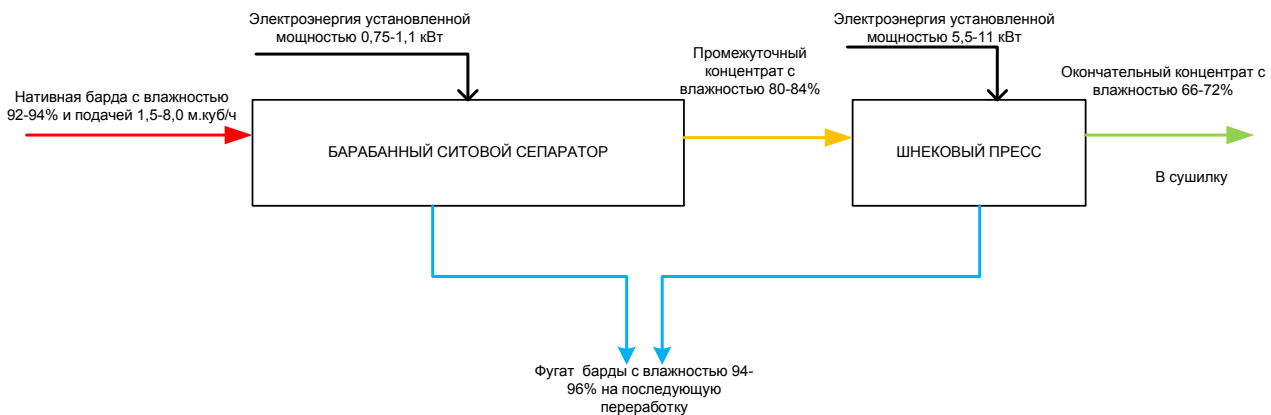 Электроэнергия установленной
мощностью 0,75-1,1 кВт
Электроэнергия установленной
мощностью 5,5-11 кВт
Промежуточный
концентрат с
влажностью 80-84%
Окончательный концентрат с
влажностью 66-72%
Нативная барда с влажностью
92-94% и подачей 1,5-8,0 м.куб/ч
БАРАБАННЫЙ СИТОВОЙ СЕПАРАТОР
ШНЕКОВЫЙ ПРЕСС
В сушилку
Фугат барды с влажностью 94-
96% на последующую
переработку